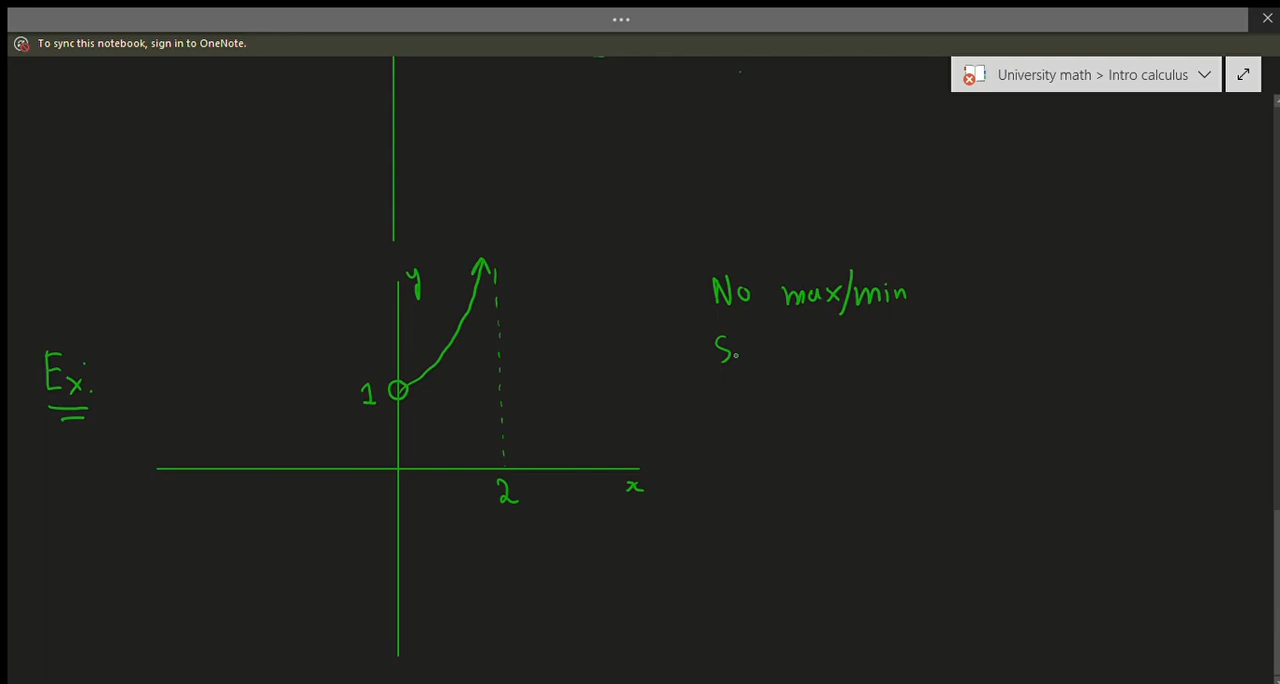 To sync this notebook, sign in to OneNote.
University math > Intro calculus
y
No max/min
S
Ex.
1
2
x